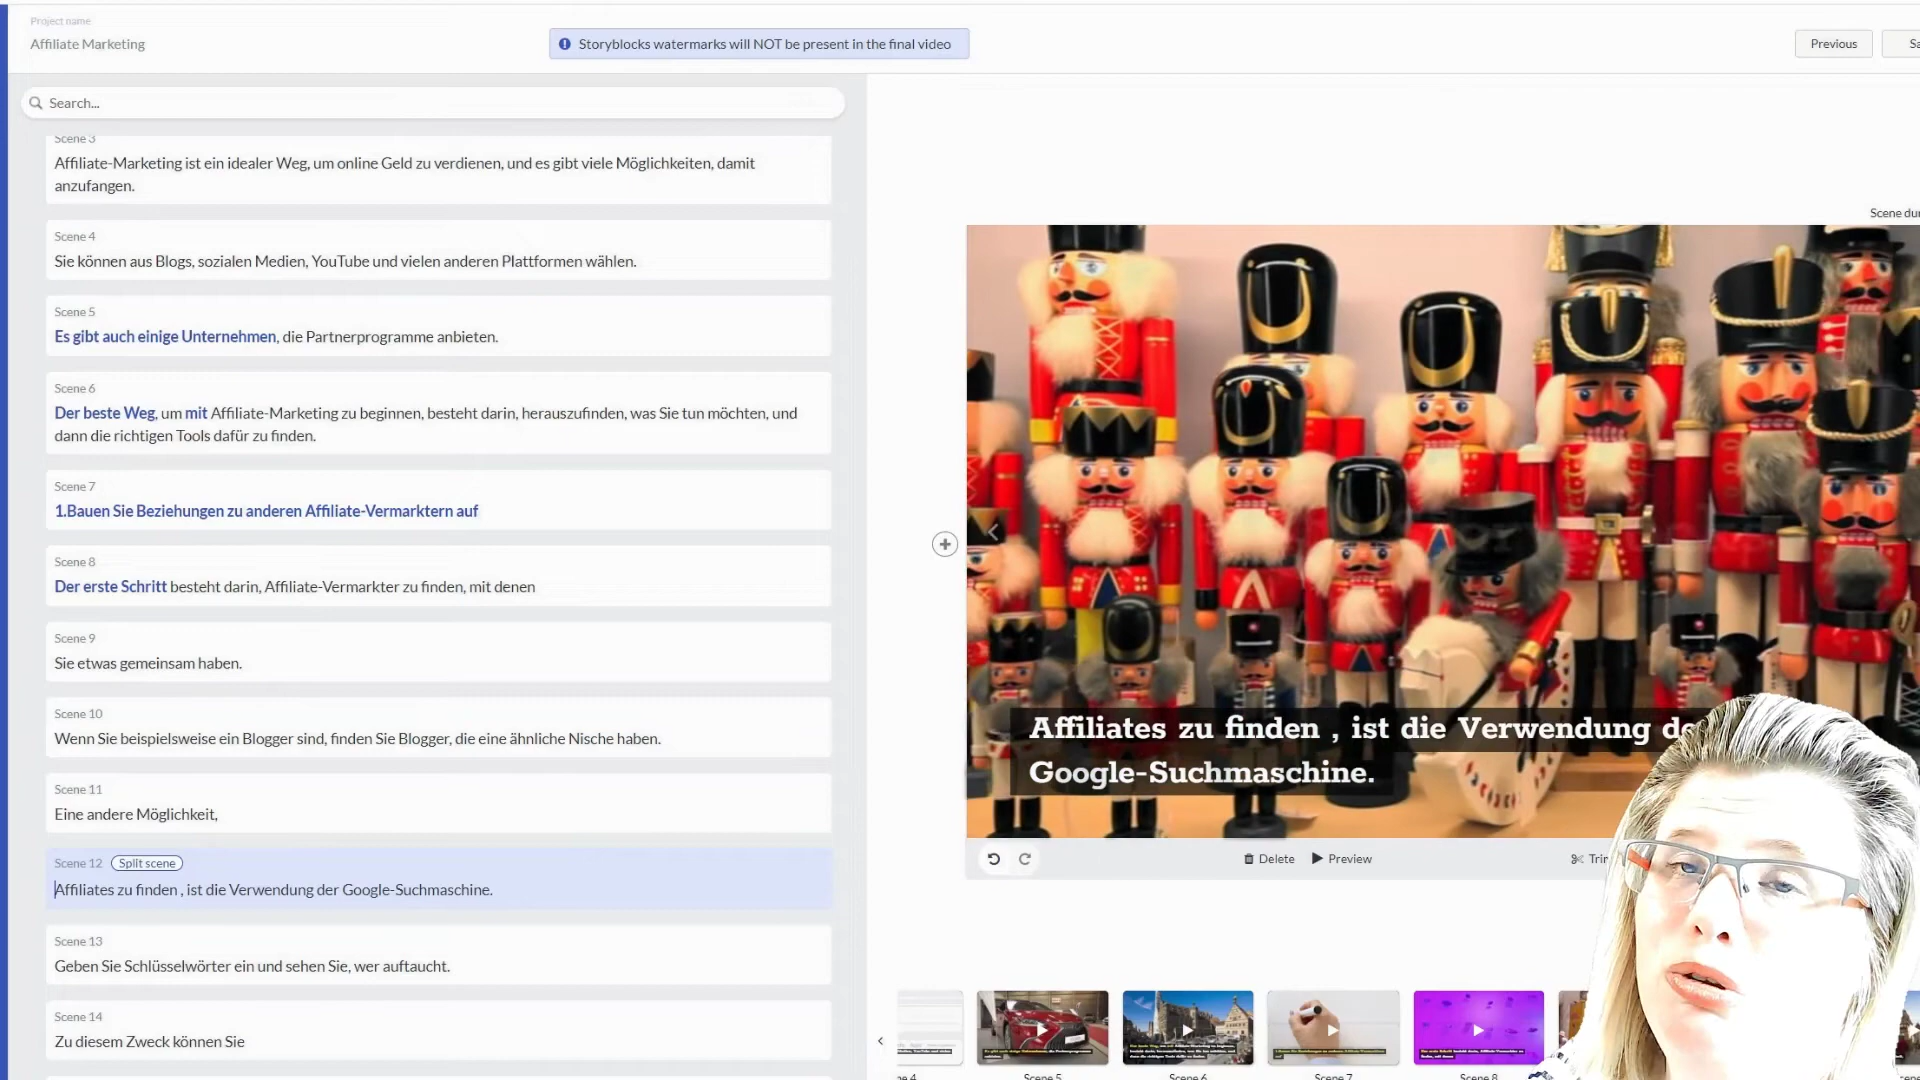 Project name
Affiliate Marketing
Storyblocks watermarks will NOT be present in the final video
Previous
Search...
Scene 3
Affiliate-Marketing ist ein idealer Weg, um online Geld zu verdienen, und es gibt viele Möglichkeiten, damit
anzufangen.
Scene 4
Sie können aus Blogs, sozialen Medien, YouTube und vielen anderen Plattformen wählen.
Scene 5
Es gibt auch einige Unternehmen, die Partnerprogramme anbieten.
Scene 6
Der beste Weg, um mit Affiliate-Marketing zu beginnen, besteht darin, herauszufinden, was Sie tun möchten, und
dann die richtigen Tools dafür zu finden.
Scene 7
1.Bauen Sie Beziehungen zu anderen Affiliate-Vermarktern auf
Scene 8
Der erste Schritt besteht darin, Affiliate-Vermarkter zu finden, mit denen
Scene 9
Sie etwas gemeinsam haben.
Scene 10
Wenn Sie beispielsweise ein Blogger sind, finden Sie Blogger, die eine ähnliche Nische haben.
Scene 11
Eine andere Möglichkeit,
Scene 12 Split scene
Affiliates zu finden , ist die Verwendung der Google-Suchmaschine.
Scene 13
Geben Sie Schlüsselwörter ein und sehen Sie, wer auftaucht.
Scene 14
Zu diesem Zweck können Sie
Scene
Affiliates zu finden , ist die Verwendung
Google-Suchmaschine.
Delete
Preview
Scene 5
Scene 6
Scene 7
Scene 8